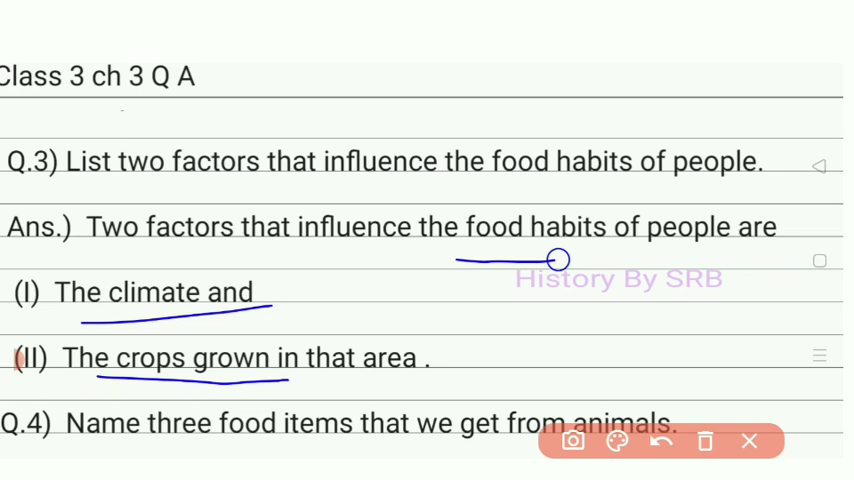 Class 3 ch 3 Q A
Q.3) List two factors that influence the food habits of people.
Ans.) Two factors that influence the food habits of people are
History By SRB
(I) The climate and
(II) The crops grown in that area .
Q.4) Name three food items that we get from animals.